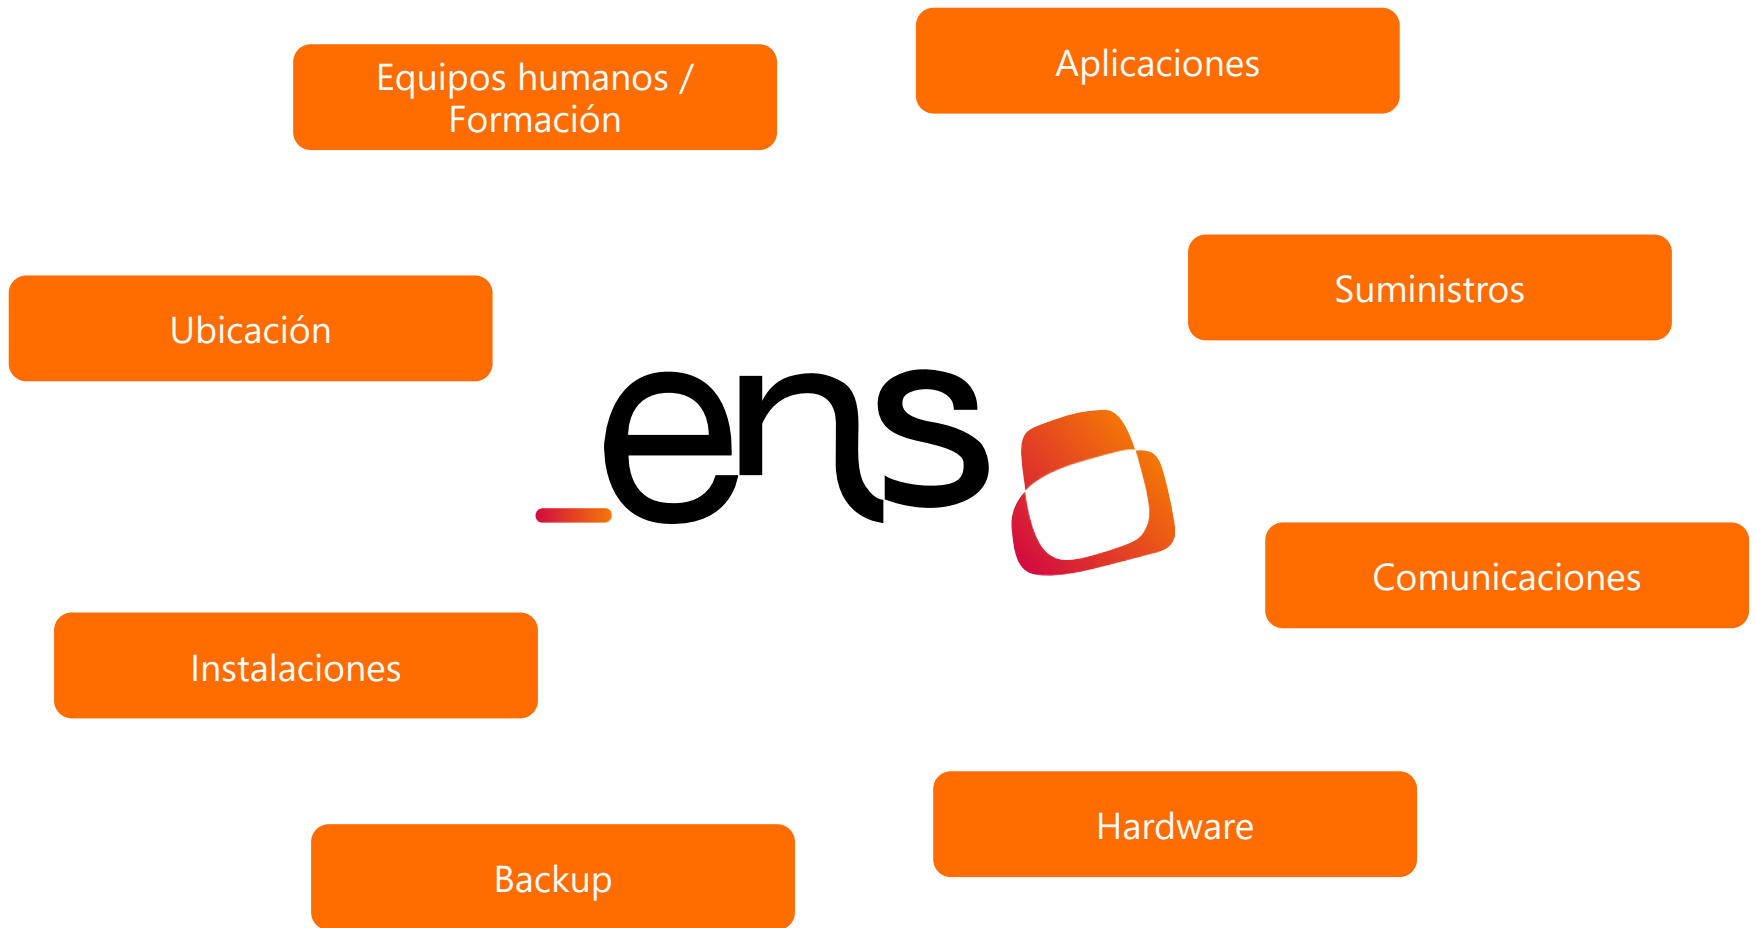 Aplicaciones
Equipos humanos /
Formación
Suministros
Ubicación
_ens
Comunicaciones
Instalaciones
Hardware
Backup